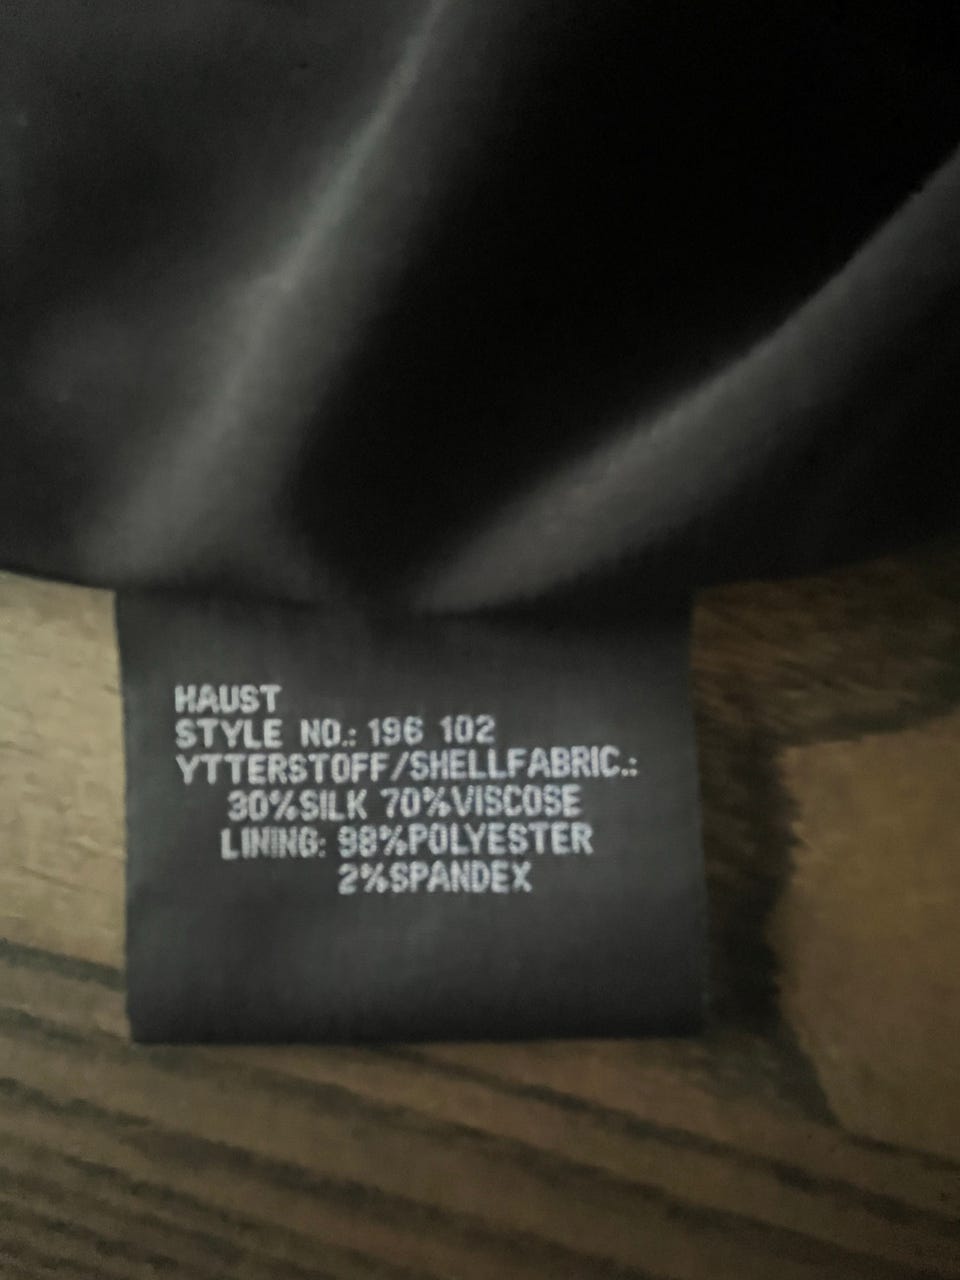 HAUST
STYLE NO.: 196 102
YTTERSTOFF/SHELLFABRIC.:
30%SILK 70%VISCOSE
LINING: 98%POLYESTER
2%SPANDEX